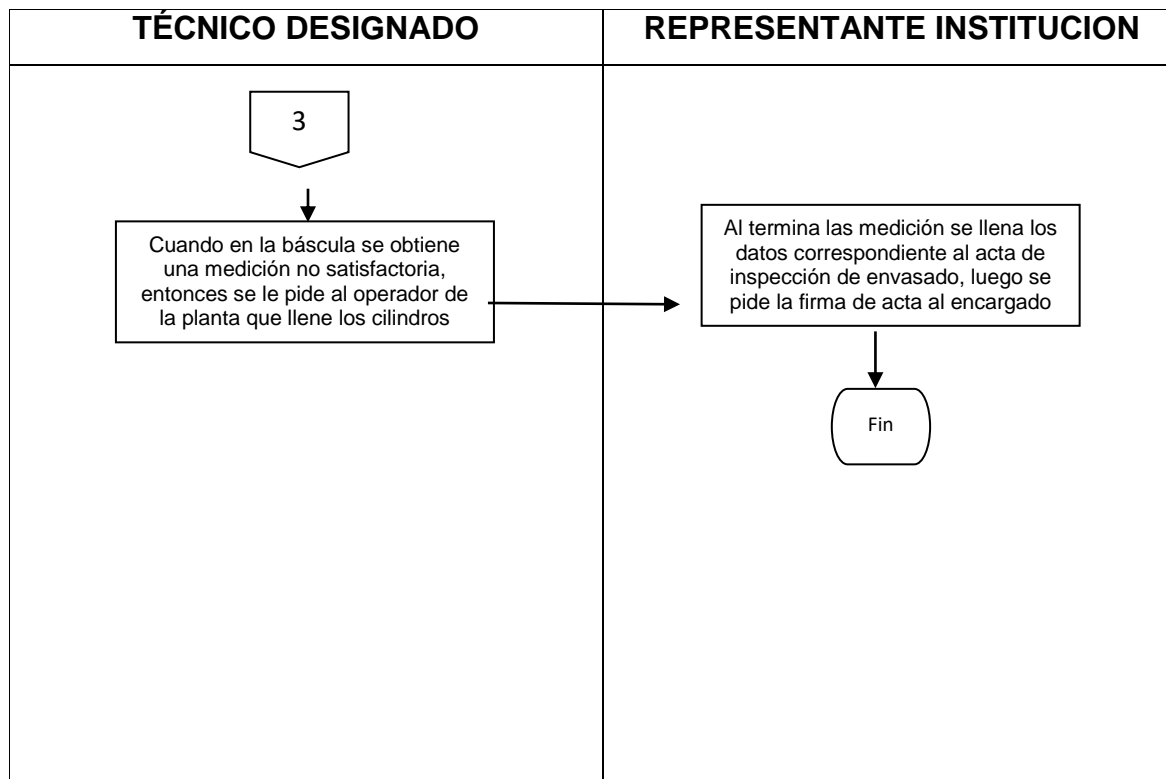 TÉCNICO DESIGNADO
REPRESENTANTE INSTITUCION
3
Cuando en la báscula se obtiene
una medición no satisfactoria,
entonces se le pide al operador de
la planta que llene los cilindros
Al termina las medición se llena los
datos correspondiente al acta de
inspección de envasado, luego se
pide la firma de acta al encargado
Fin